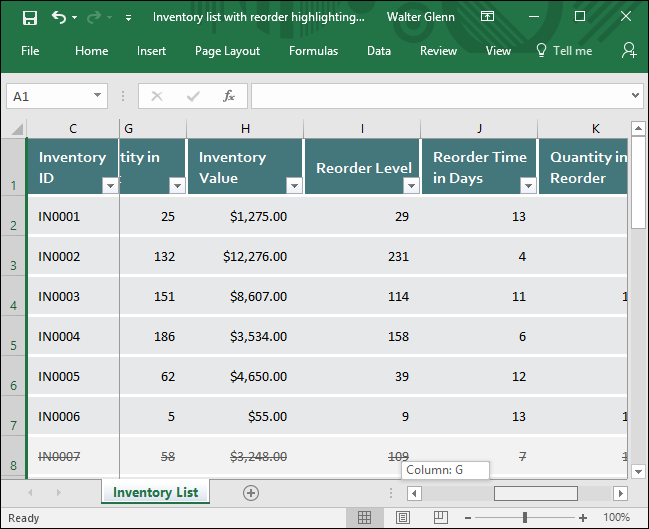 Inventory list with reorder highlighting... Walter Glenn
File Home Insert Page Layout Formulas Data Review View Tell me
A1 fx
C G H I J K
1 Inventory ID tity in Inventory Value Reorder Level Reorder Time in Days Quantity in Reorder
2 IN0001 25 $1,275.00 29 13
3 IN0002 132 $12,276.00 231 4
4 IN0003 151 $8,607.00 114 11 1
5 IN0004 186 $3,534.00 158 6
6 IN0005 62 $4,650.00 39 12
7 IN0006 5 $55.00 9 13 1
8 IN0007 58 $3,248.00 109 7 1
Column: G
Inventory List
Ready 100%